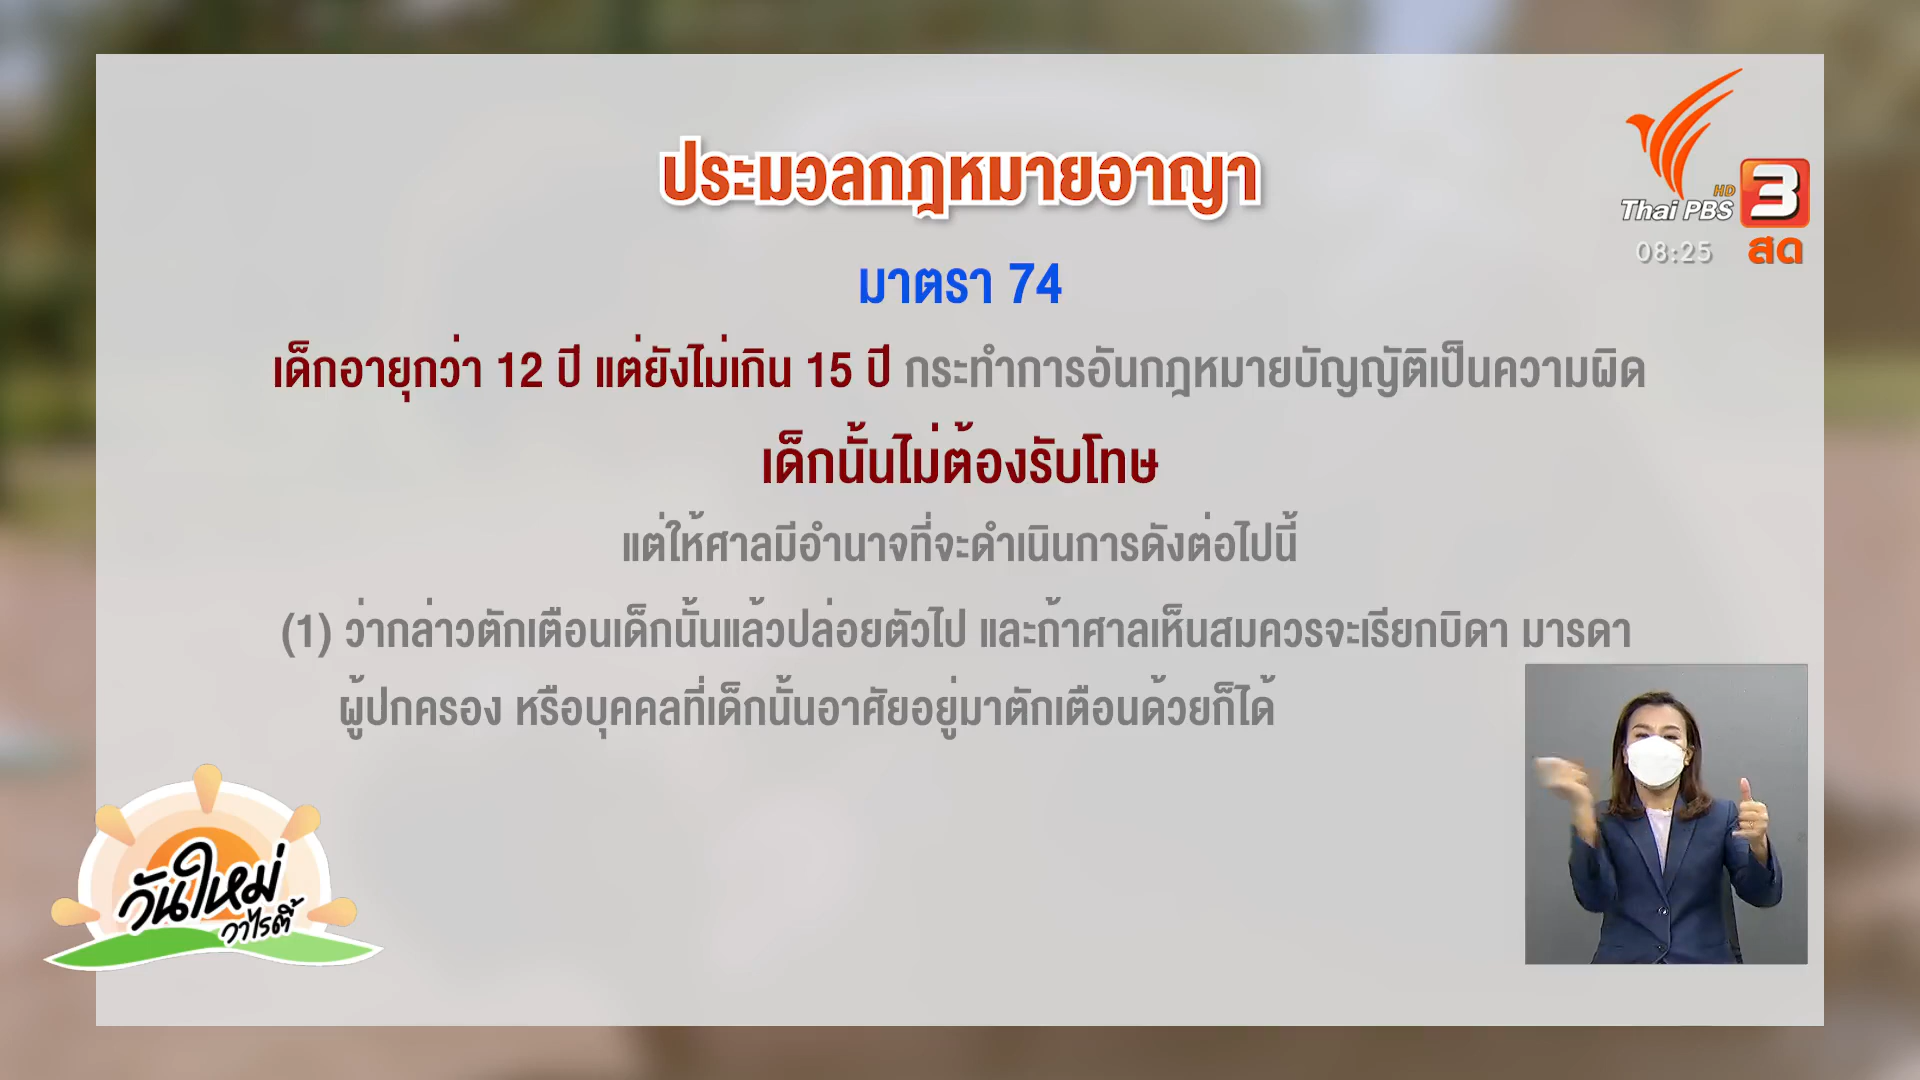 ประมวลกฎหมายอาญา
Thai PBS HD 3
08:25 สด
มาตรา 74
เด็กอายุกว่า 12 ปี แต่ยังไม่เกิน 15 ปี กระทำการอันกฎหมายบัญญัติเป็นความผิด
เด็กนั้นไม่ต้องรับโทษ
แต่ให้ศาลมีอำนาจที่จะดำเนินการดังต่อไปนี้
(1) ว่ากล่าวตักเตือนเด็กนั้นแล้วปล่อยตัวไป และถ้าศาลเห็นสมควรจะเรียกบิดา มารดา
ผู้ปกครอง หรือบุคคลที่เด็กนั้นอาศัยอยู่มาตักเตือนด้วยก็ได้
วันใหม่
วาไรตี้